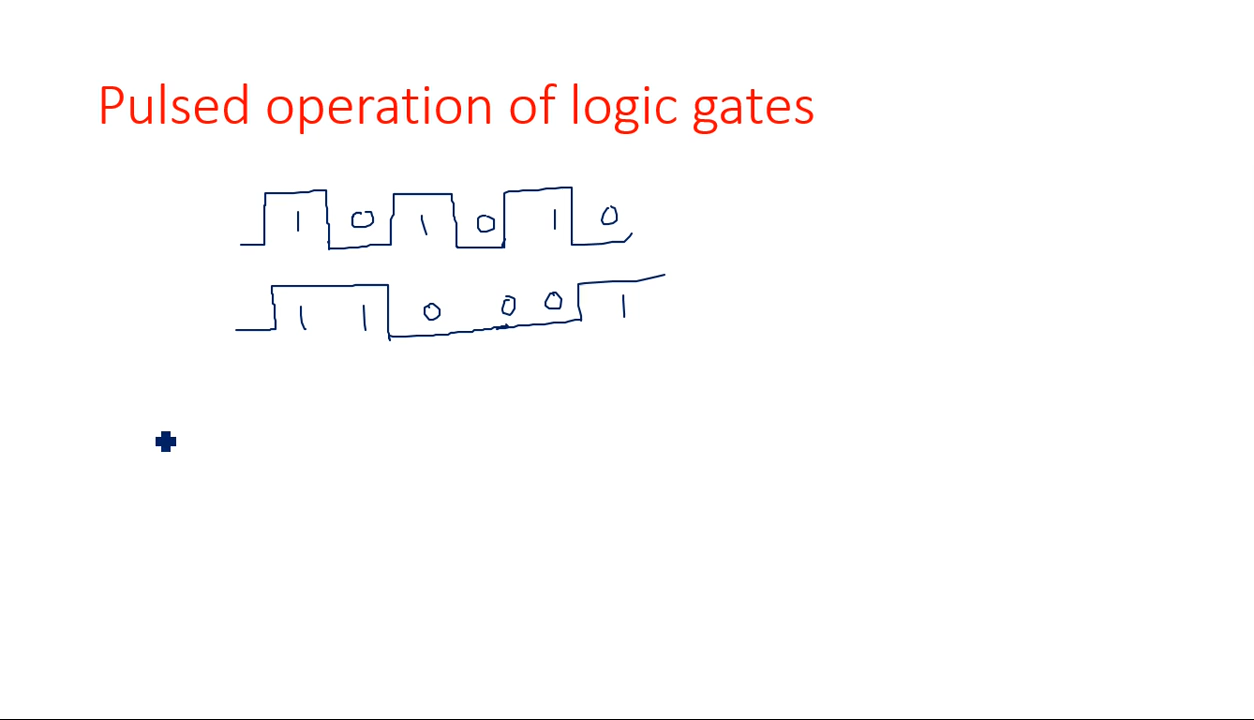 Pulsed operation of logic gates
1 0 1 0 1 0
1 1 0 0 0 1